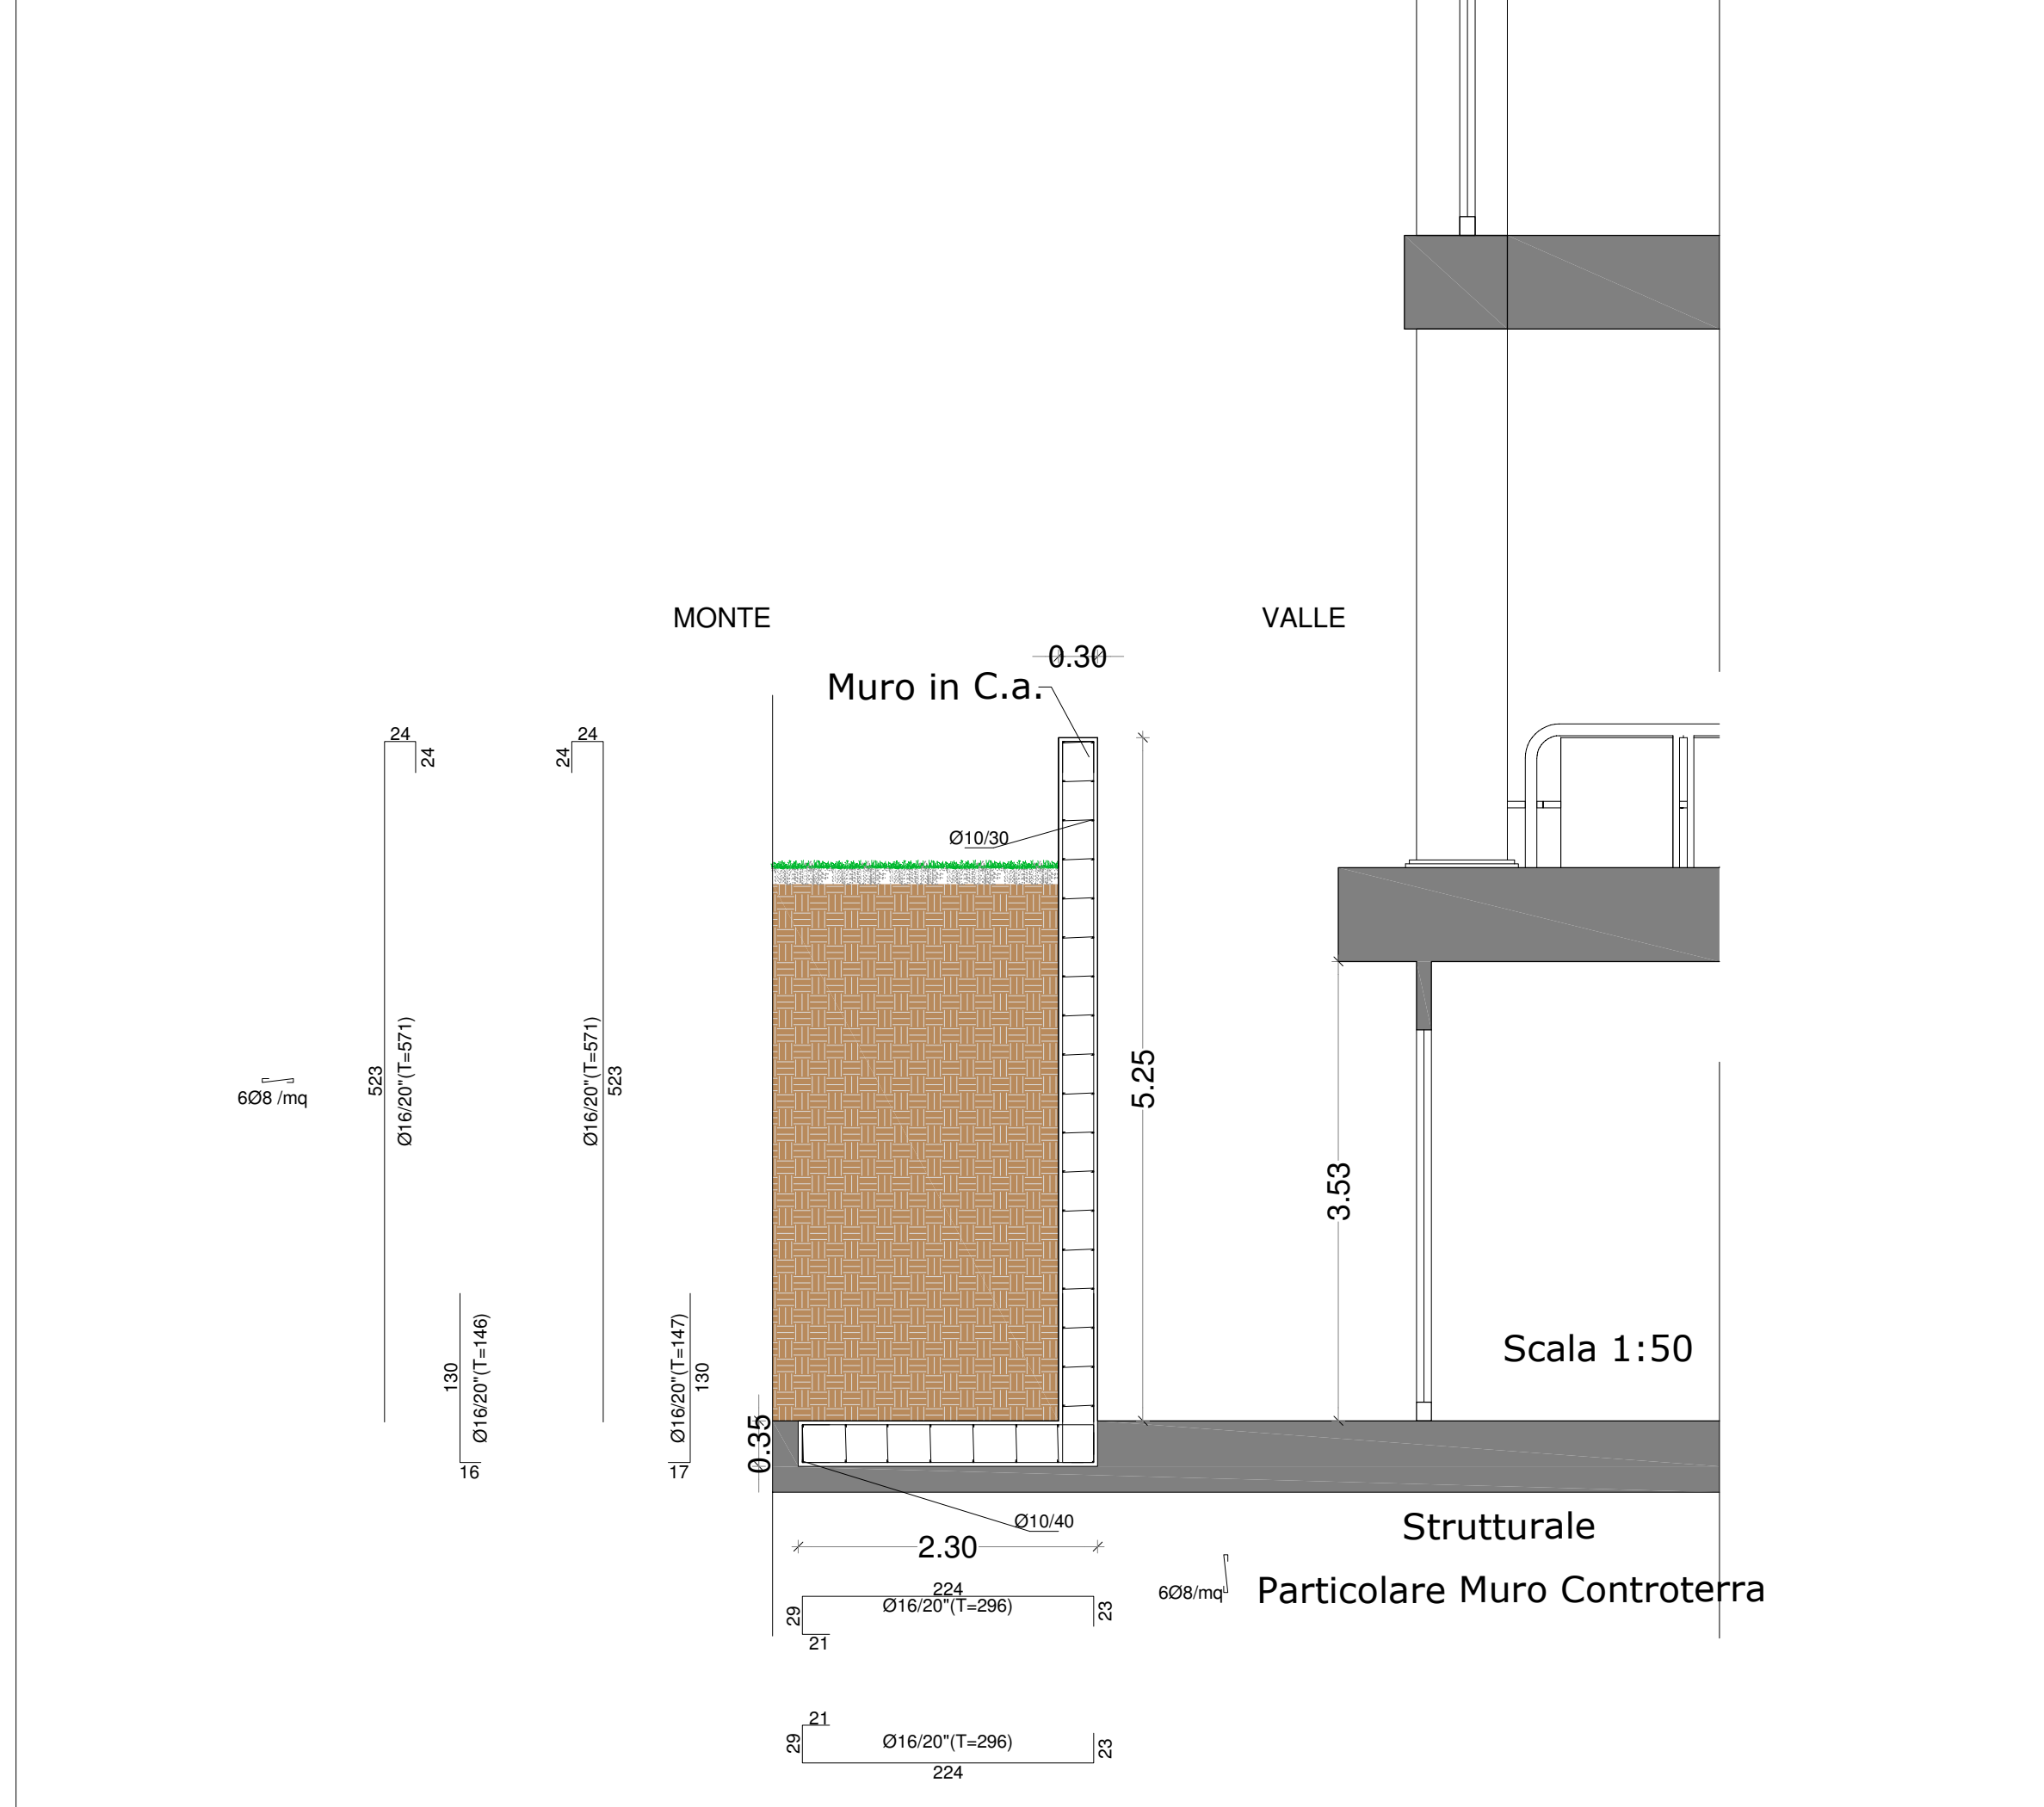 MONTE
VALLE
0.30
Muro in C.a.
24
24
24
24
Ø10/30
523
Ø16/20"(T=571)
Ø16/20"(T=571)
523
6Ø8 /mq
5.25
3.53
130
Ø16/20"(T=146)
16
Ø16/20"(T=147)
130
17
Scala 1:50
0.35
Ø10/40
Strutturale
2.30
6Ø8/mq
Particolare Muro Controterra
224
Ø16/20"(T=296)
29
23
21
21
29
Ø16/20"(T=296)
23
224